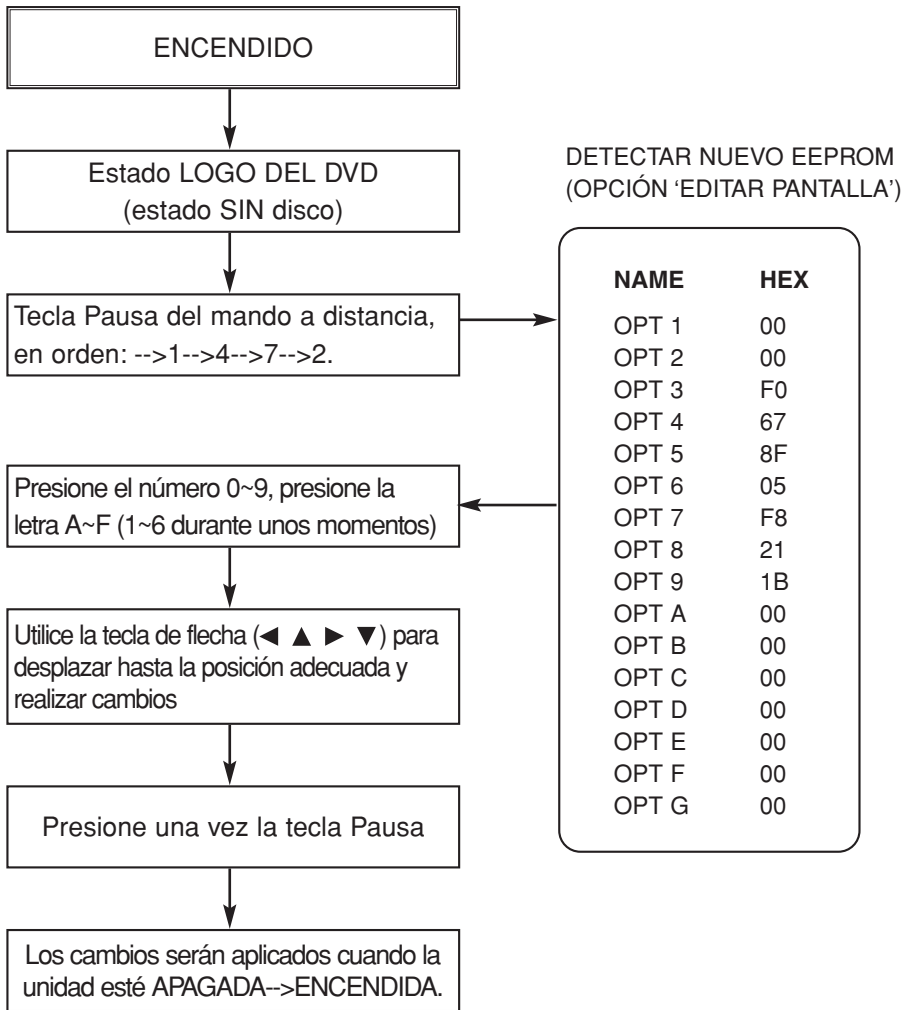 ENCENDIDO
Estado LOGO DEL DVD
(estado SIN disco)
Tecla Pausa del mando a distancia,
en orden: -->1-->4-->7-->2.
DETECTAR NUEVO EEPROM
(OPCIÓN ‘EDITAR PANTALLA’)
NAME HEX
OPT 1 00
OPT 2 00
OPT 3 F0
OPT 4 67
OPT 5 8F
OPT 6 05
OPT 7 F8
OPT 8 21
OPT 9 1B
OPT A 00
OPT B 00
OPT C 00
OPT D 00
OPT E 00
OPT F 00
OPT G 00
Presione el número 0~9, presione la
letra A~F (1~6 durante unos momentos)
Utilice la tecla de flecha (◀ ▲ ▶ ▼) para
desplazar hasta la posición adecuada y
realizar cambios
Presione una vez la tecla Pausa
Los cambios serán aplicados cuando la
unidad esté APAGADA-->ENCENDIDA.